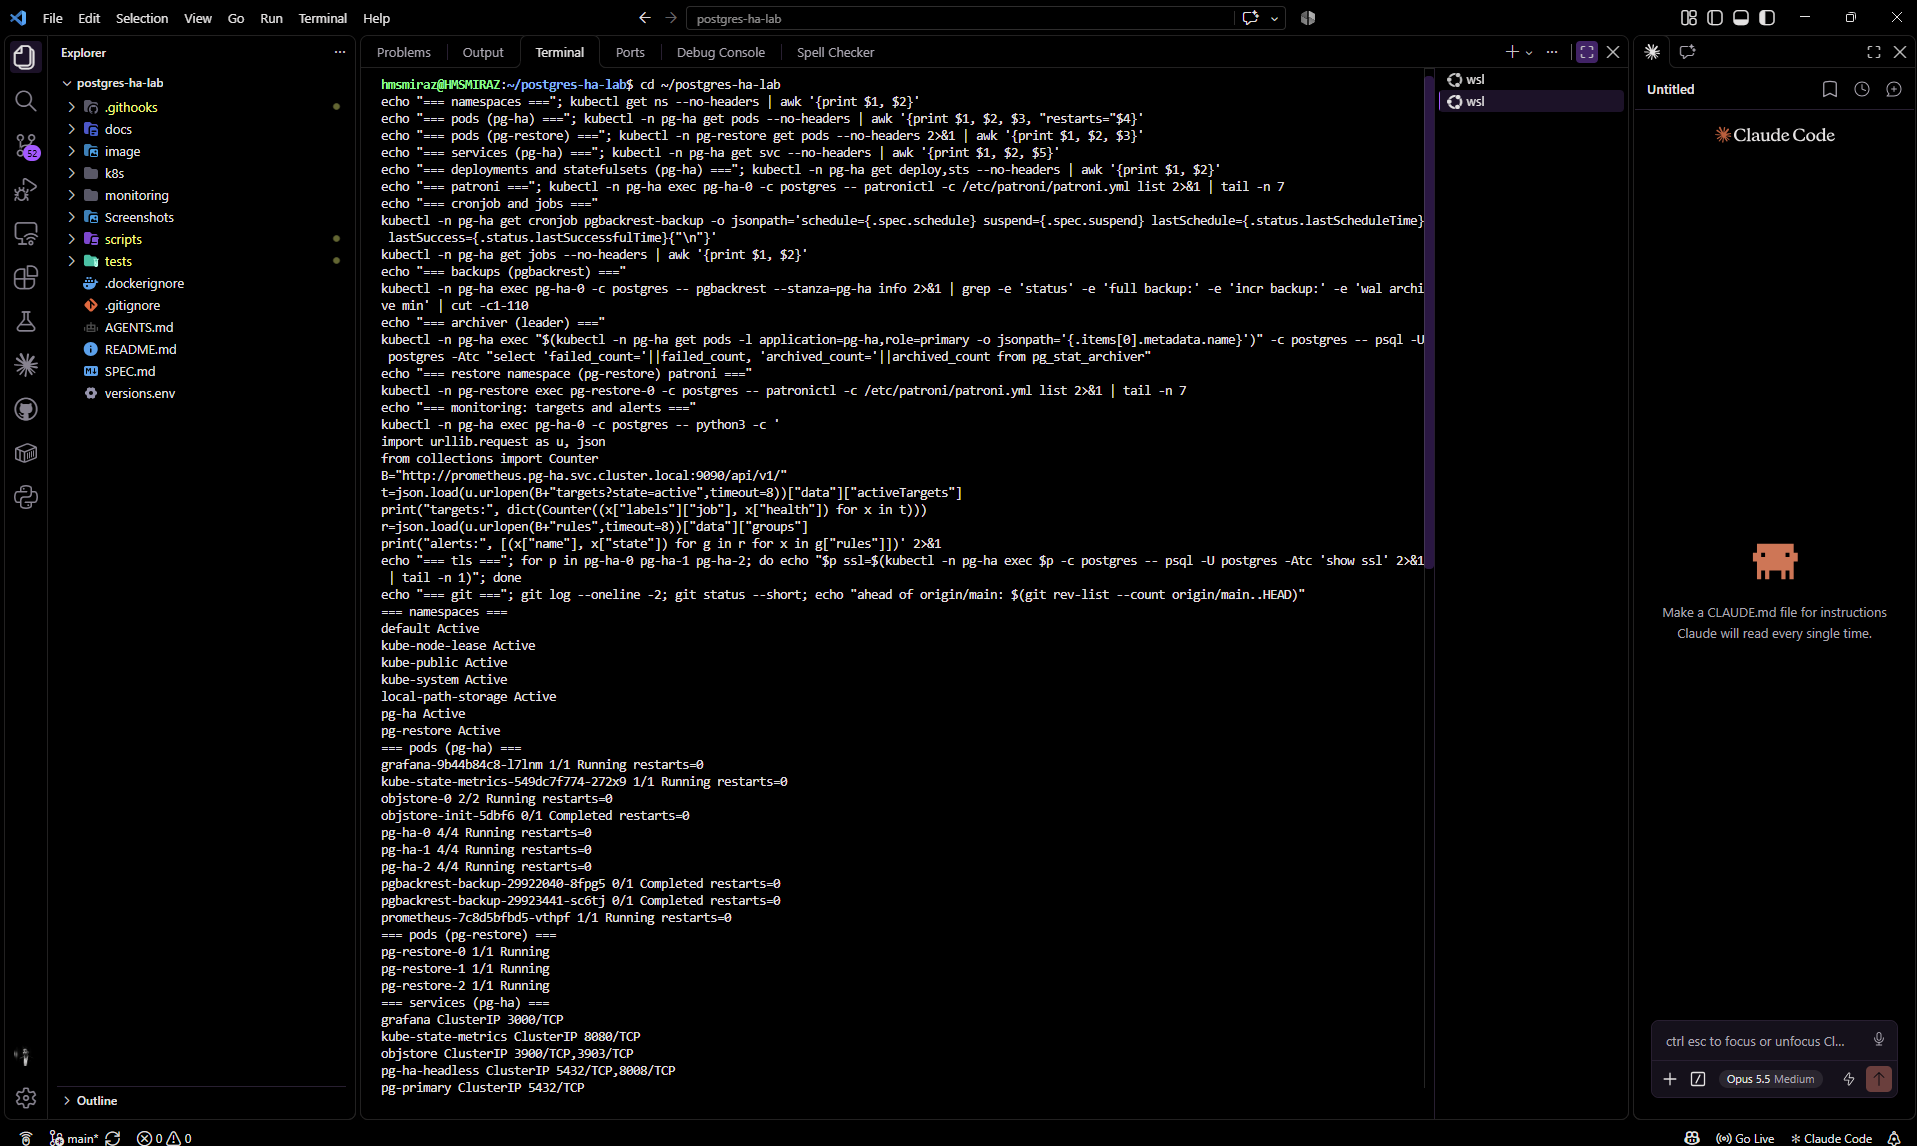 File Edit Selection View Go Run Terminal Help
postgres-ha-lab
Explorer
postgres-ha-lab
.githooks
docs
image
k8s
monitoring
Screenshots
scripts
tests
.dockerignore
.gitignore
AGENTS.md
README.md
SPEC.md
versions.env
Outline
52
Problems Output Terminal Ports Debug Console Spell Checker
hmsmiraz@HMSMIRAZ:~/postgres-ha-lab$ cd ~/postgres-ha-lab
echo "=== namespaces ==="; kubectl get ns --no-headers | awk '{print $1, $2}'
echo "=== pods (pg-ha) ==="; kubectl -n pg-ha get pods --no-headers | awk '{print $1, $2, $3, "restarts="$4}'
echo "=== pods (pg-restore) ==="; kubectl -n pg-restore get pods --no-headers 2>&1 | awk '{print $1, $2, $3}'
echo "=== services (pg-ha) ==="; kubectl -n pg-ha get svc --no-headers | awk '{print $1, $2, $5}'
echo "=== deployments and statefulsets (pg-ha) ==="; kubectl -n pg-ha get deploy,sts --no-headers | awk '{print $1, $2}'
echo "=== patroni ==="; kubectl -n pg-ha exec pg-ha-0 -c postgres -- patronictl -c /etc/patroni/patroni.yml list 2>&1 | tail -n 7
echo "=== cronjob and jobs ==="
kubectl -n pg-ha get cronjob pgbackrest-backup -o jsonpath='schedule={.spec.schedule} suspend={.spec.suspend} lastSchedule={.status.lastScheduleTime}
lastSuccess={.status.lastSuccessfulTime}{"\n"}'
kubectl -n pg-ha get jobs --no-headers | awk '{print $1, $2}'
echo "=== backups (pgbackrest) ==="
kubectl -n pg-ha exec pg-ha-0 -c postgres -- pgbackrest --stanza=pg-ha info 2>&1 | grep -e 'status' -e 'full backup:' -e 'incr backup:' -e 'wal archi
ve min' | cut -c1-110
echo "=== archiver (leader) ==="
kubectl -n pg-ha exec "$(kubectl -n pg-ha get pods -l application=pg-ha,role=primary -o jsonpath='{.items[0].metadata.name}')" -c postgres -- psql -U
postgres -Atc "select 'failed_count='||failed_count, 'archived_count='||archived_count from pg_stat_archiver"
echo "=== restore namespace (pg-restore) patroni ==="
kubectl -n pg-restore exec pg-restore-0 -c postgres -- patronictl -c /etc/patroni/patroni.yml list 2>&1 | tail -n 7
echo "=== monitoring: targets and alerts ==="
kubectl -n pg-ha exec pg-ha-0 -c postgres -- python3 -c '
import urllib.request as u, json
from collections import Counter
B="http://prometheus.pg-ha.svc.cluster.local:9090/api/v1/"
t=json.load(u.urlopen(B+"targets?state=active",timeout=8))["data"]["activeTargets"]
print("targets:", dict(Counter((x["labels"]["job"], x["health"]) for x in t)))
r=json.load(u.urlopen(B+"rules",timeout=8))["data"]["groups"]
print("alerts:", [(x["name"], x["state"]) for g in r for x in g["rules"]])' 2>&1
echo "=== tls ==="; for p in pg-ha-0 pg-ha-1 pg-ha-2; do echo "$p ssl=$(kubectl -n pg-ha exec $p -c postgres -- psql -U postgres -Atc 'show ssl' 2>&1
| tail -n 1)"; done
echo "=== git ==="; git log --oneline -2; git status --short; echo "ahead of origin/main: $(git rev-list --count origin/main..HEAD)"
=== namespaces ===
default Active
kube-node-lease Active
kube-public Active
kube-system Active
local-path-storage Active
pg-ha Active
pg-restore Active
=== pods (pg-ha) ===
grafana-9b44b84c8-l7lnm 1/1 Running restarts=0
kube-state-metrics-549dc7f774-272x9 1/1 Running restarts=0
objstore-0 2/2 Running restarts=0
objstore-init-5dbf6 0/1 Completed restarts=0
pg-ha-0 4/4 Running restarts=0
pg-ha-1 4/4 Running restarts=0
pg-ha-2 4/4 Running restarts=0
pgbackrest-backup-29922040-8fpg5 0/1 Completed restarts=0
pgbackrest-backup-29923441-sc6tj 0/1 Completed restarts=0
prometheus-7c8d5bfbd5-vthpf 1/1 Running restarts=0
=== pods (pg-restore) ===
pg-restore-0 1/1 Running
pg-restore-1 1/1 Running
pg-restore-2 1/1 Running
=== services (pg-ha) ===
grafana ClusterIP 3000/TCP
kube-state-metrics ClusterIP 8080/TCP
objstore ClusterIP 3900/TCP,3903/TCP
pg-ha-headless ClusterIP 5432/TCP,8008/TCP
pg-primary ClusterIP 5432/TCP
wsl
wsl
Untitled
Claude Code
Make a CLAUDE.md file for instructions
Claude will read every single time.
ctrl esc to focus or unfocus Cl...
Opus 5.5 Medium
main* 0 0
Go Live Claude Code